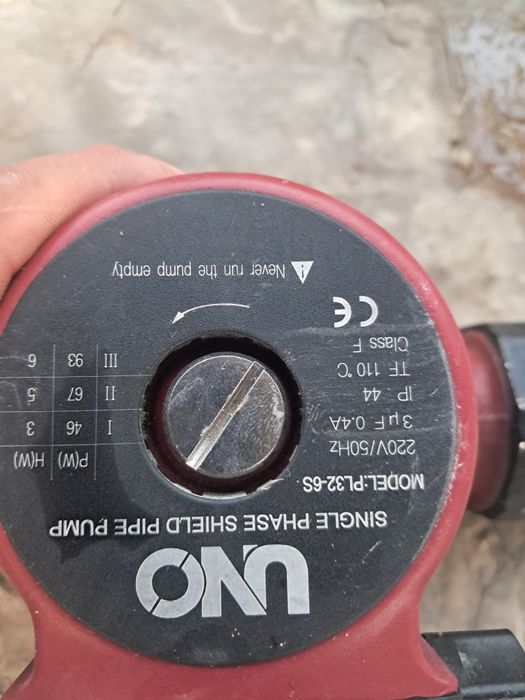 UNO
SINGLE PHASE SHIELD PIPE PUMP
MODEL:PL32-6S
220V/50Hz
3µF 0.4A
IP 44
TF 110℃
Class F
CE
P(W) H(W)
I 46 3
II 67 5
III 93 6
Never run the pump empty